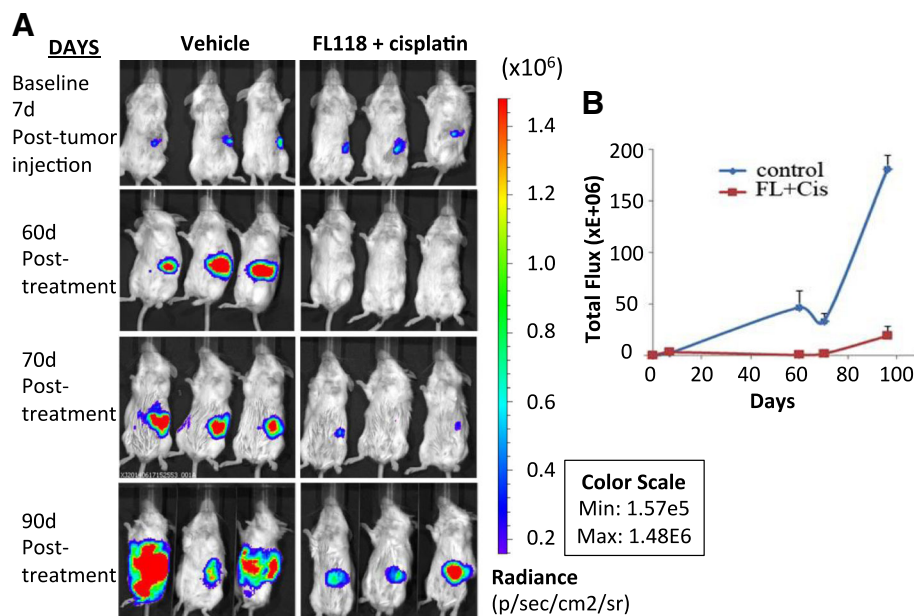 A
DAYS
Vehicle
FL118 + cisplatin
Baseline
7d
Post-tumor
injection
60d
Post-
treatment
70d
Post-
treatment
90d
Post-
treatment
(x10⁶)
1.4
1.2
1.0
0.8
0.6
0.4
0.2
Radiance
(p/sec/cm2/sr)
Color Scale
Min: 1.57e5
Max: 1.48E6
B
Total Flux (xE+06)
200
150
100
50
0
control
FL+Cis
0 20 40 60 80 100
Days